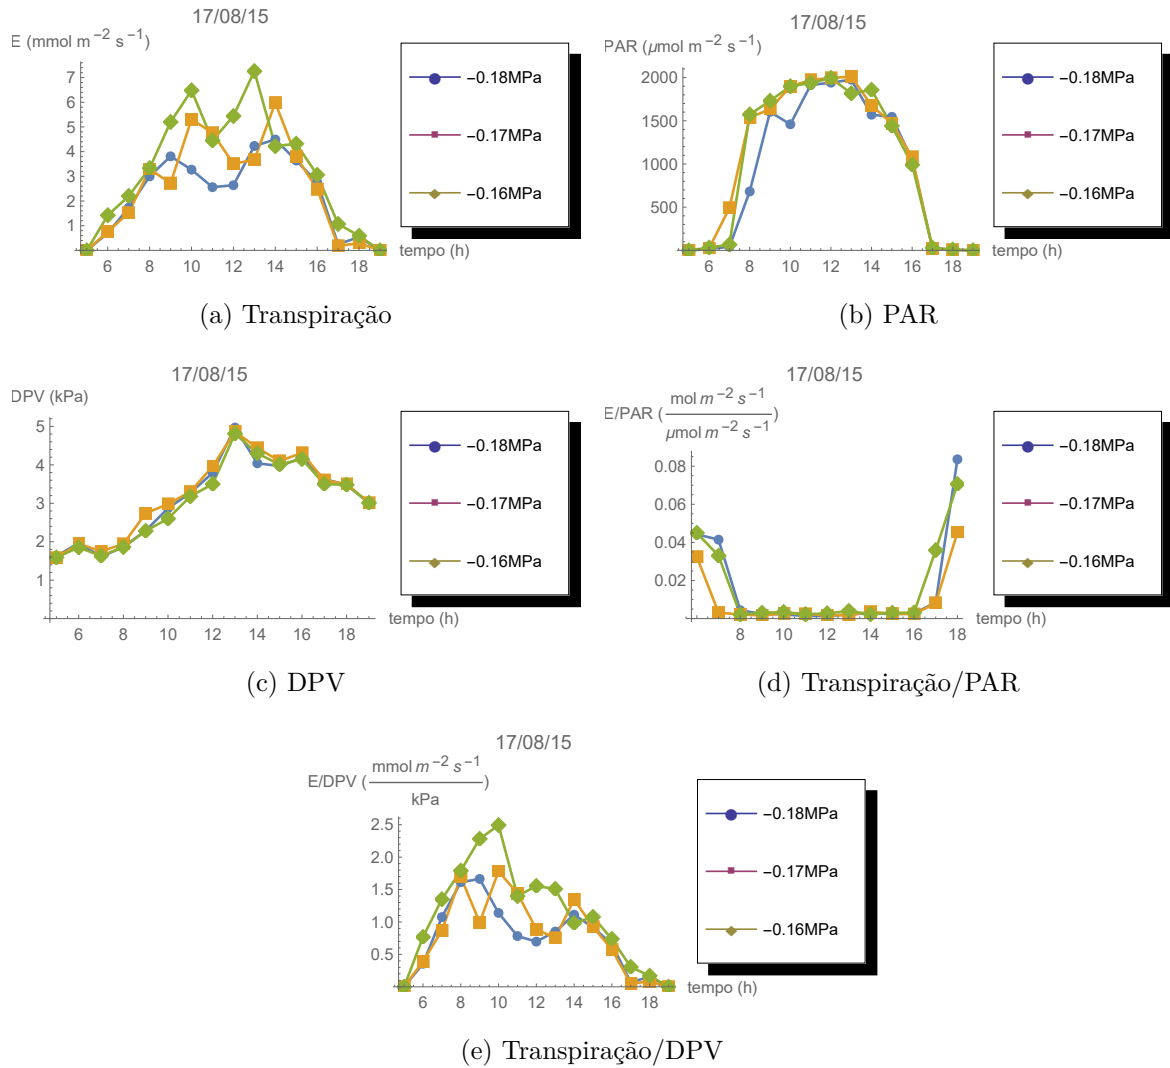 17/08/15
E (mmol m−2 s−1)
7
6
5
4
3
2
1
6 8 10 12 14 16 18
tempo (h)
−0.18MPa
−0.17MPa
−0.16MPa
(a) Transpiração
17/08/15
PAR (μmol m−2 s−1)
2000
1500
1000
500
6 8 10 12 14 16 18
tempo (h)
−0.18MPa
−0.17MPa
−0.16MPa
(b) PAR
17/08/15
DPV (kPa)
5
4
3
2
1
6 8 10 12 14 16 18
tempo (h)
−0.18MPa
−0.17MPa
−0.16MPa
(c) DPV
17/08/15
mol m−2 s−1
E/PAR ( )
μmol m−2 s−1
0.08
0.06
0.04
0.02
8 10 12 14 16 18
tempo (h)
−0.18MPa
−0.17MPa
−0.16MPa
(d) Transpiração/PAR
17/08/15
mmol m−2 s−1
E/DPV ( )
kPa
2.5
2.0
1.5
1.0
0.5
6 8 10 12 14 16 18
tempo (h)
−0.18MPa
−0.17MPa
−0.16MPa
(e) Transpiração/DPV